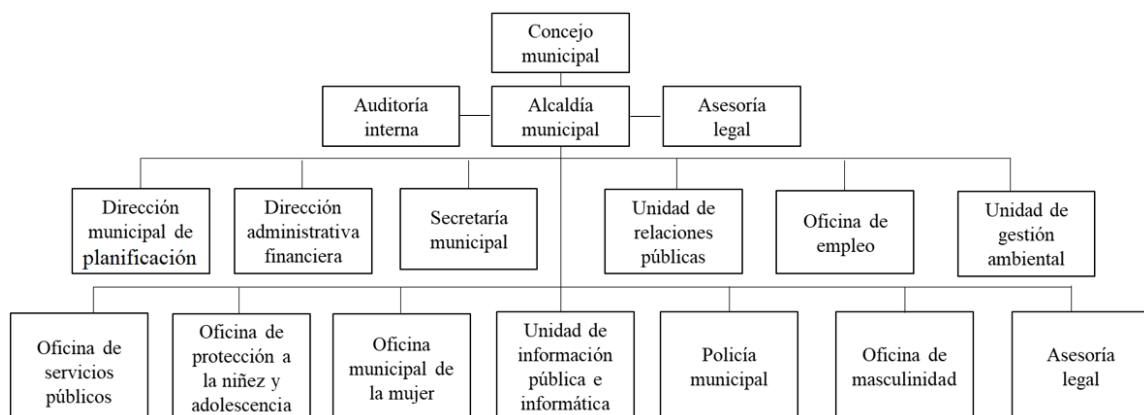 Concejo
municipal
Auditoría
interna
Alcaldía
municipal
Asesoría
legal
Dirección
municipal de
planificación
Dirección
administrativa
financiera
Secretaría
municipal
Unidad de
relaciones
públicas
Oficina de
empleo
Unidad de
gestión
ambiental
Oficina de
servicios
públicos
Oficina de
protección a
la niñez y
adolescencia
Oficina
municipal de
la mujer
Unidad de
información
pública e
informática
Policía
municipal
Oficina de
masculinidad
Asesoría
legal